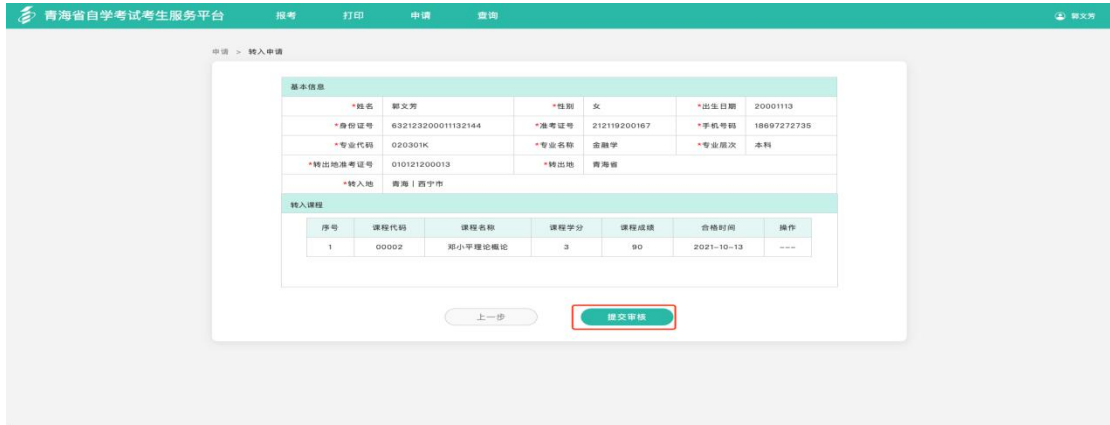 青海省自学考试考生服务平台 报考 打印 申请 查询 郭文芳
申请 > 转入申请
基本信息
*姓名 郭文芳 *性别 女 *出生日期 20001113
*身份证号 632123200011132144 *准考证号 212119200167 *手机号码 18697272735
*专业代码 020301K *专业名称 金融学 *专业层次 本科
*转出地准考证号 010121200013 *转出地 青海省
*转入地 青海 | 西宁市
转入课程
序号 课程代码 课程名称 课程学分 课程成绩 合格时间 操作
1 00002 邓小平理论概论 3 90 2021-10-13 ---
上一步 提交审核